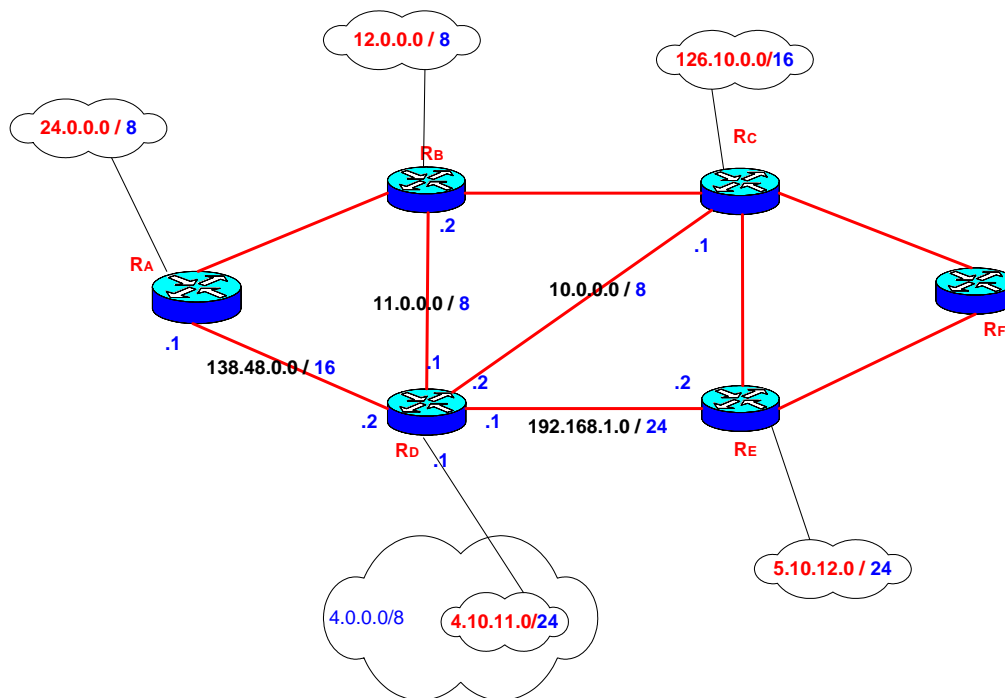 12.0.0.0 / 8
126.10.0.0/16
24.0.0.0 / 8
RB
RC
.2
.1
RA
11.0.0.0 / 8
10.0.0.0 / 8
RF
.1
138.48.0.0 / 16
.1
.2
.2
.2
.1
192.168.1.0 / 24
RD
.1
RE
5.10.12.0 / 24
4.0.0.0/8
4.10.11.0/24